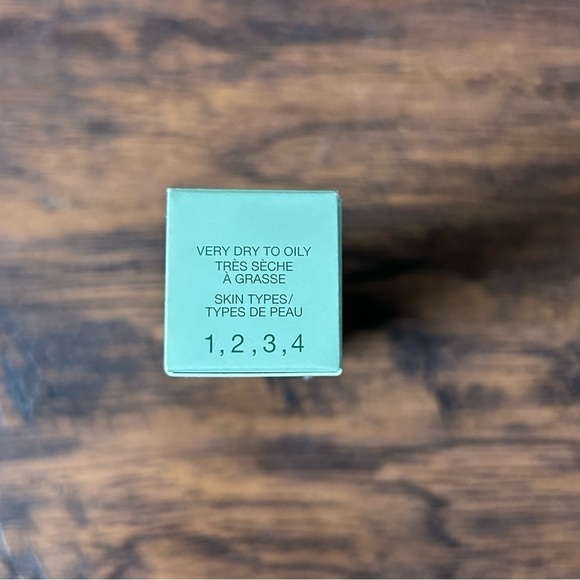 VERY DRY TO OILY
TRÈS SÈCHE
À GRASSE
SKIN TYPES/
TYPES DE PEAU
1,2,3,4